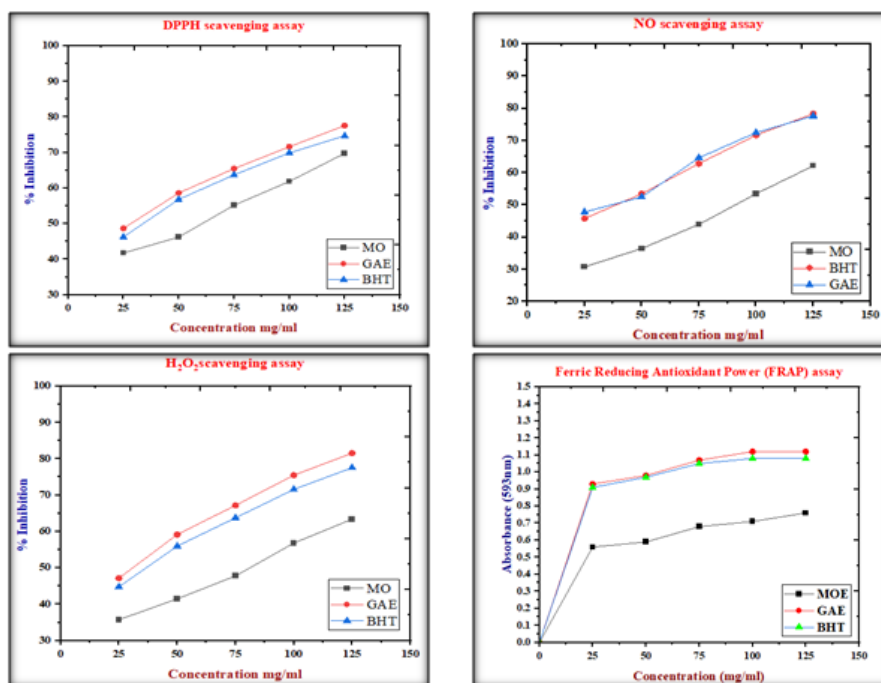 DPPH scavenging assay
100
90
80
70
60
50
40
30
% Inhibition
MO
GAE
BHT
0 25 50 75 100 125 150
Concentration mg/ml
NO scavenging assay
100
90
80
70
60
50
40
30
20
% Inhibition
MO
BHT
GAE
0 25 50 75 100 125 150
Concentration mg/ml
H₂O₂scavenging assay
100
90
80
70
60
50
40
30
% Inhibition
MO
GAE
BHT
0 25 50 75 100 125 150
Concentration mg/ml
Ferric Reducing Antioxidant Power (FRAP) assay
1.5
1.4
1.3
1.2
1.1
1.0
0.9
0.8
0.7
0.6
0.5
0.4
0.3
0.2
0.1
0.0
Absorbance (593nm)
MOE
GAE
BHT
0 25 50 75 100 125 150
Concentration (mg/ml)